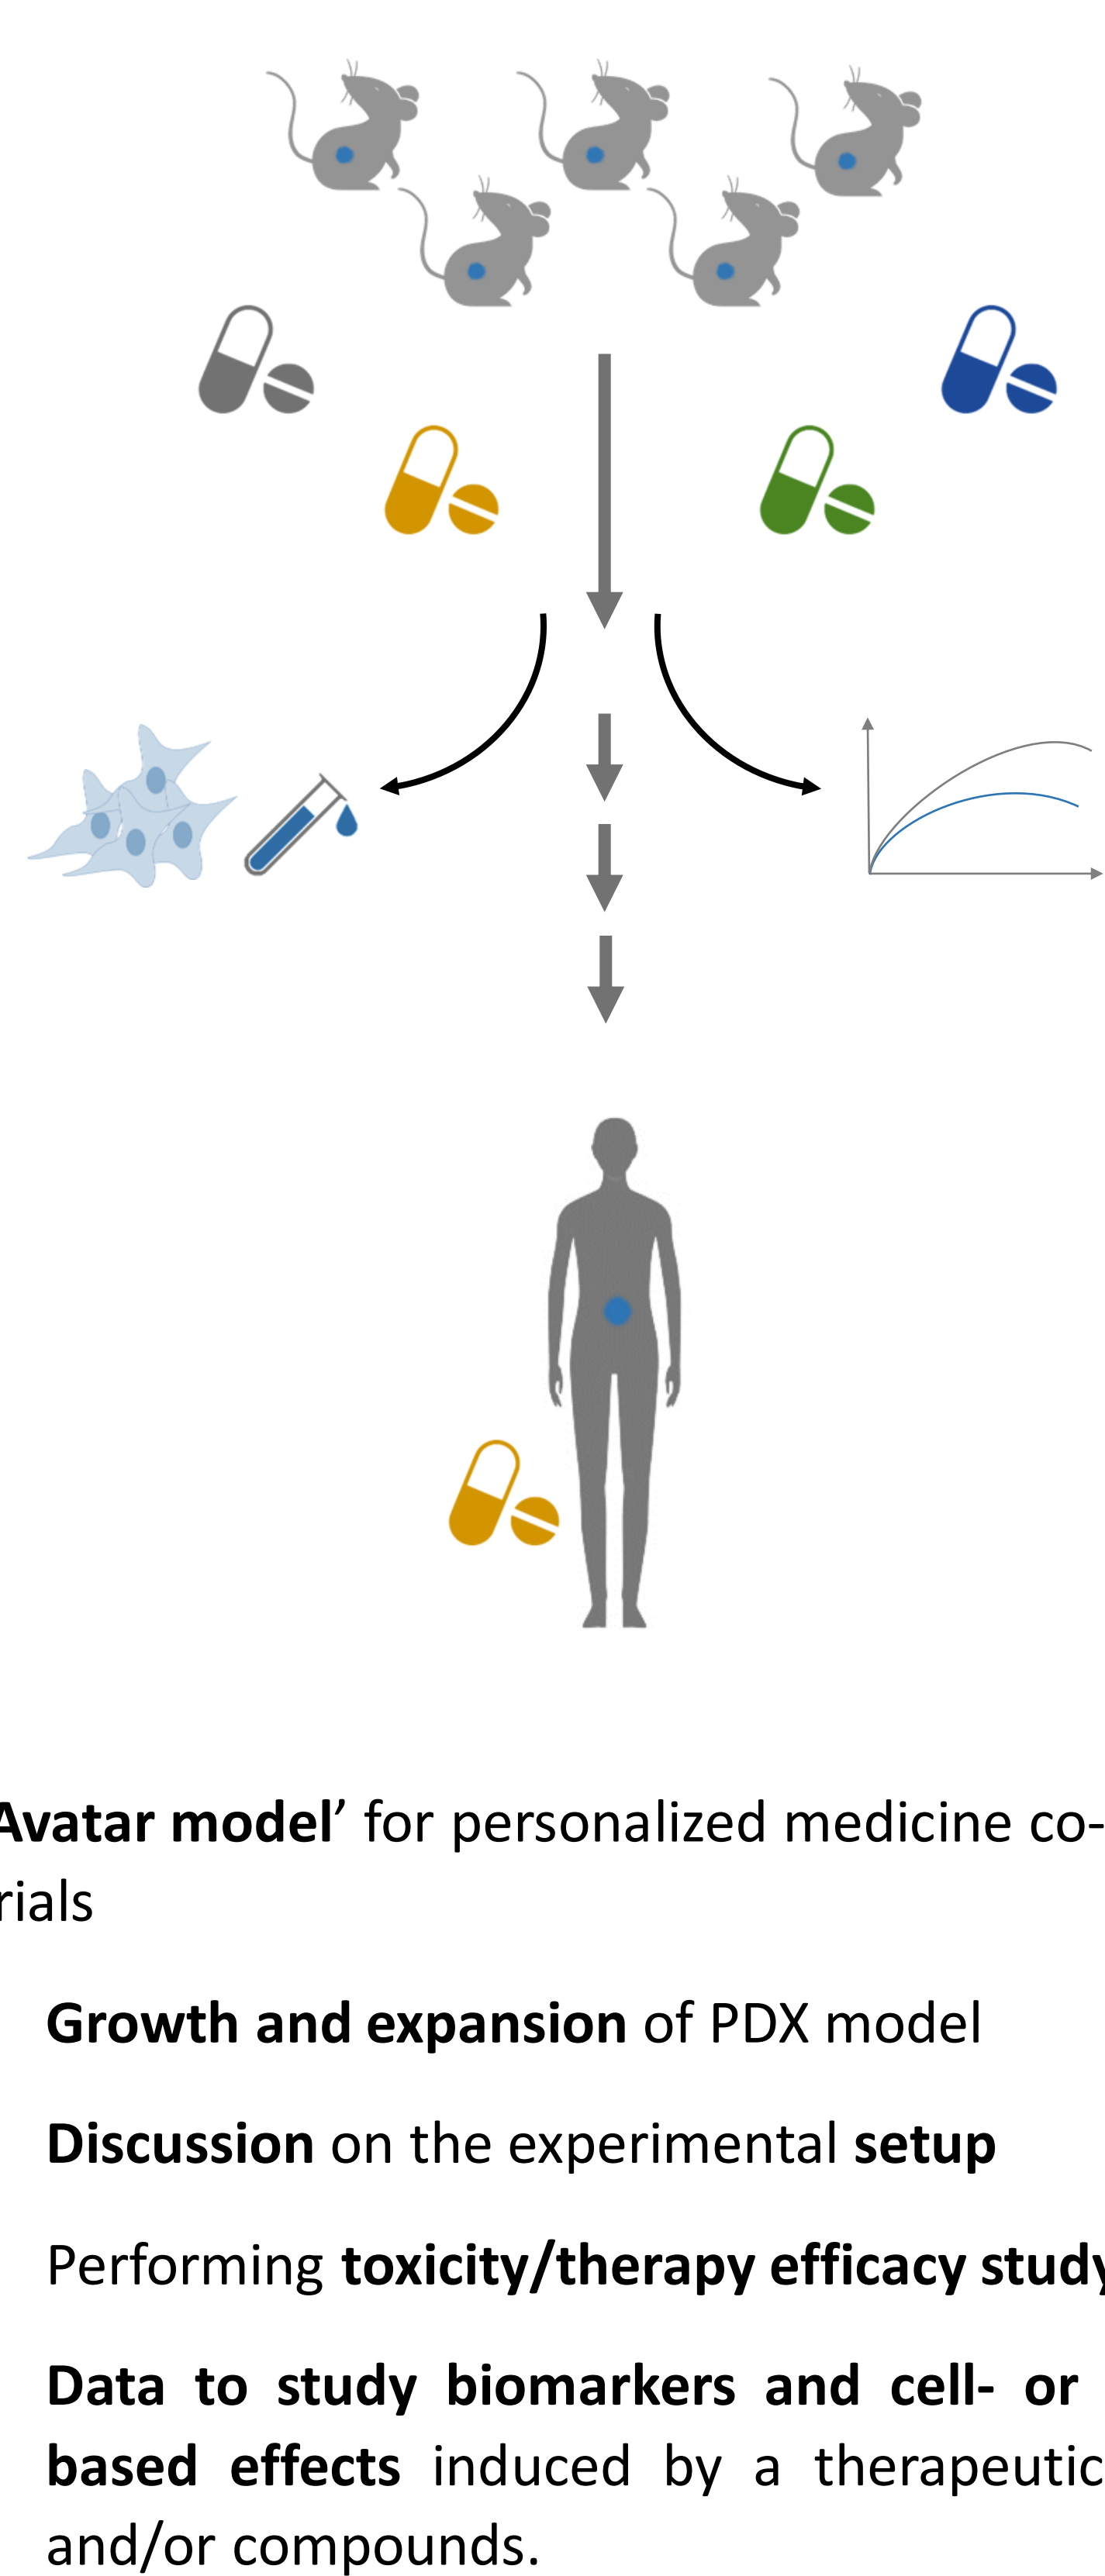 Avatar model’ for personalized medicine co-
rials
Growth and expansion of PDX model
Discussion on the experimental setup
Performing toxicity/therapy efficacy study
Data to study biomarkers and cell- or
based effects induced by a therapeutic
and/or compounds.